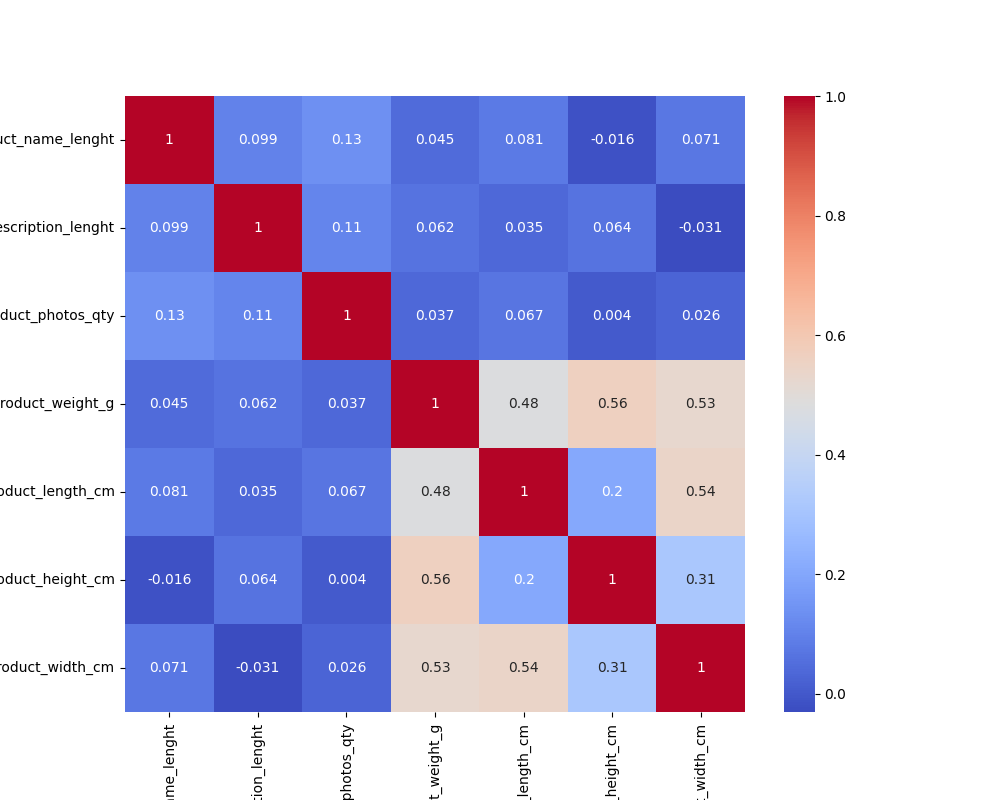 uct_name_lenght 1 0.099 0.13 0.045 0.081 -0.016 0.071
escription_lenght 0.099 1 0.11 0.062 0.035 0.064 -0.031
duct_photos_qty 0.13 0.11 1 0.037 0.067 0.004 0.026
roduct_weight_g 0.045 0.062 0.037 1 0.48 0.56 0.53
oduct_length_cm 0.081 0.035 0.067 0.48 1 0.2 0.54
oduct_height_cm -0.016 0.064 0.004 0.56 0.2 1 0.31
roduct_width_cm 0.071 -0.031 0.026 0.53 0.54 0.31 1
me_lenght
tion_lenght
photos_qty
t_weight_g
_length_cm
_height_cm
t_width_cm
1.0
0.8
0.6
0.4
0.2
0.0